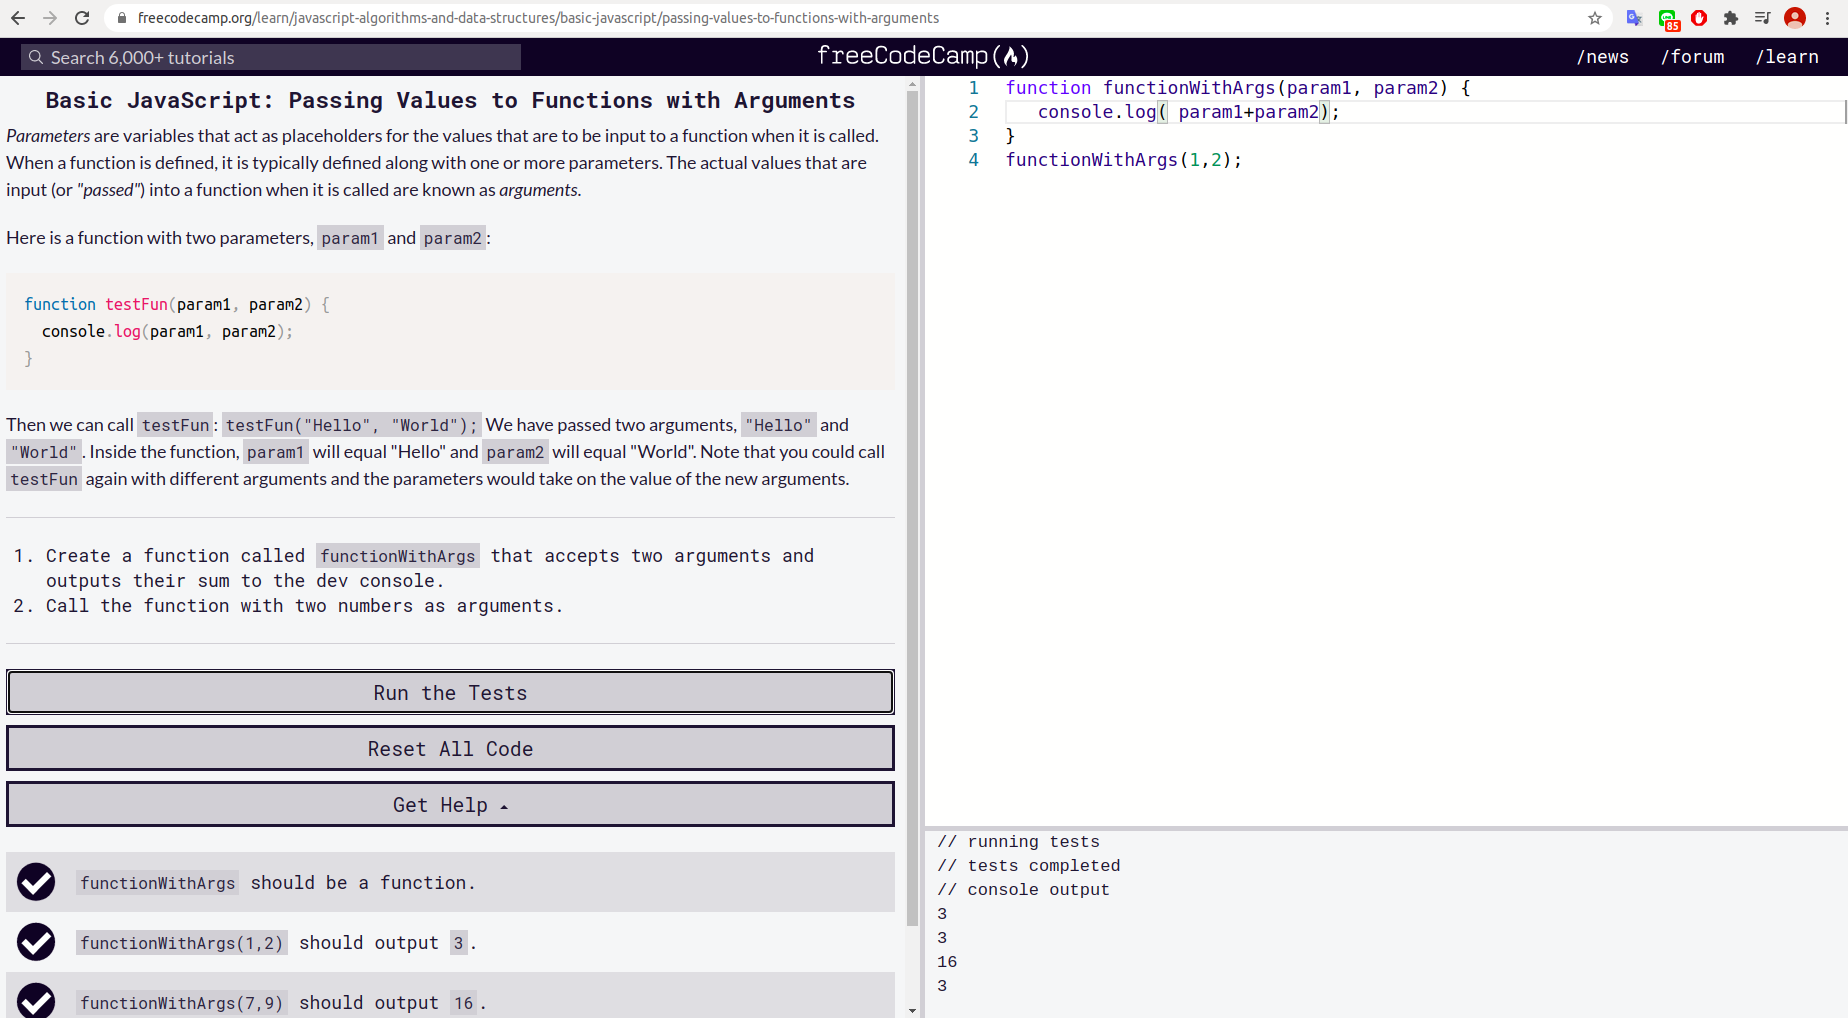 freecodecamp.org/learn/javascript-algorithms-and-data-structures/basic-javascript/passing-values-to-functions-with-arguments
85
Search 6,000+ tutorials
freeCodeCamp
/news
/forum
/learn
Basic JavaScript: Passing Values to Functions with Arguments
Parameters are variables that act as placeholders for the values that are to be input to a function when it is called.
When a function is defined, it is typically defined along with one or more parameters. The actual values that are
input (or "passed") into a function when it is called are known as arguments.
Here is a function with two parameters, param1 and param2:
function testFun(param1, param2) {
console.log(param1, param2);
}
Then we can call testFun: testFun("Hello", "World"); We have passed two arguments, "Hello" and
"World". Inside the function, param1 will equal "Hello" and param2 will equal "World". Note that you could call
testFun again with different arguments and the parameters would take on the value of the new arguments.
1. Create a function called functionWithArgs that accepts two arguments and
outputs their sum to the dev console.
2. Call the function with two numbers as arguments.
Run the Tests
Reset All Code
Get Help
functionWithArgs should be a function.
functionWithArgs(1,2) should output 3.
functionWithArgs(7,9) should output 16.
1 function functionWithArgs(param1, param2) {
2 console.log( param1+param2);
3 }
4 functionWithArgs(1,2);
// running tests
// tests completed
// console output
3
3
16
3